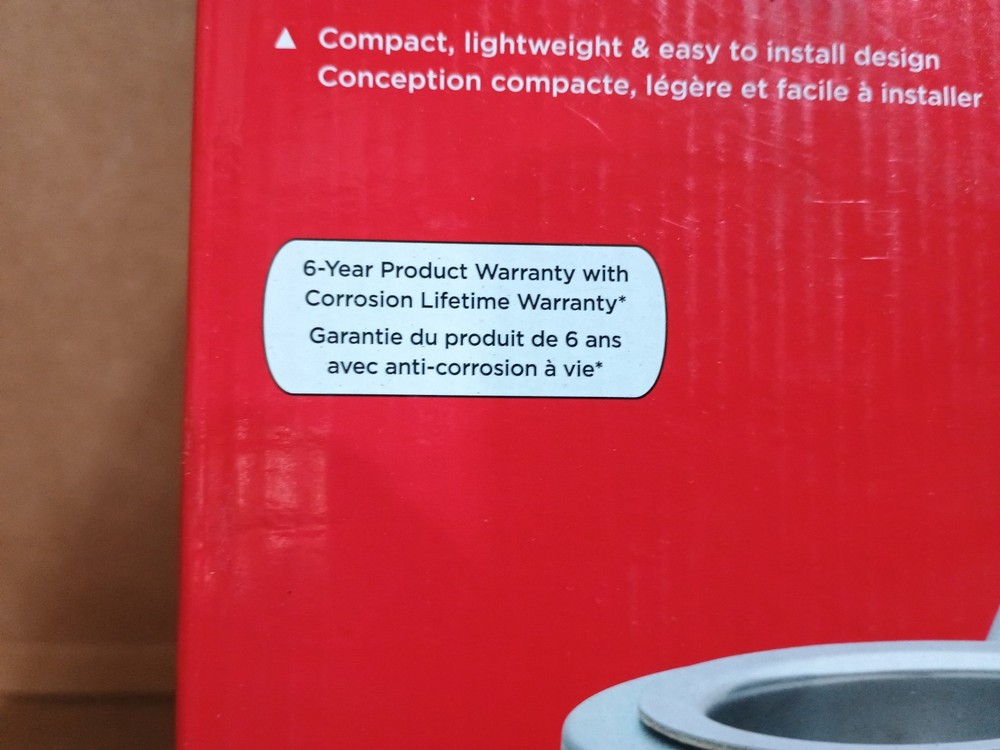 ▲ Compact, lightweight & easy to install design
Conception compacte, légère et facile à installer
6-Year Product Warranty with
Corrosion Lifetime Warranty*
Garantie du produit de 6 ans
avec anti-corrosion à vie*